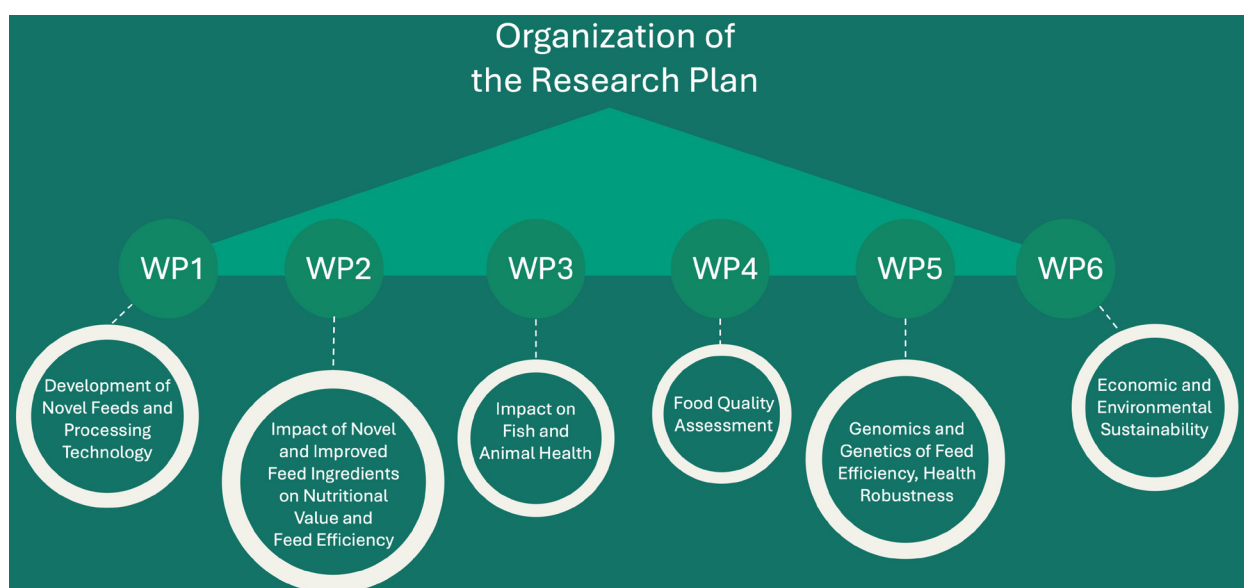 Organization of
the Research Plan
WP1
WP2
WP3
WP4
WP5
WP6
Development of
Novel Feeds and
Processing
Technology
Impact of Novel
and Improved
Feed Ingredients
on Nutritional
Value and
Feed Efficiency
Impact on
Fish and
Animal Health
Food Quality
Assessment
Genomics and
Genetics of Feed
Efficiency, Health
Robustness
Economic and
Environmental
Sustainability